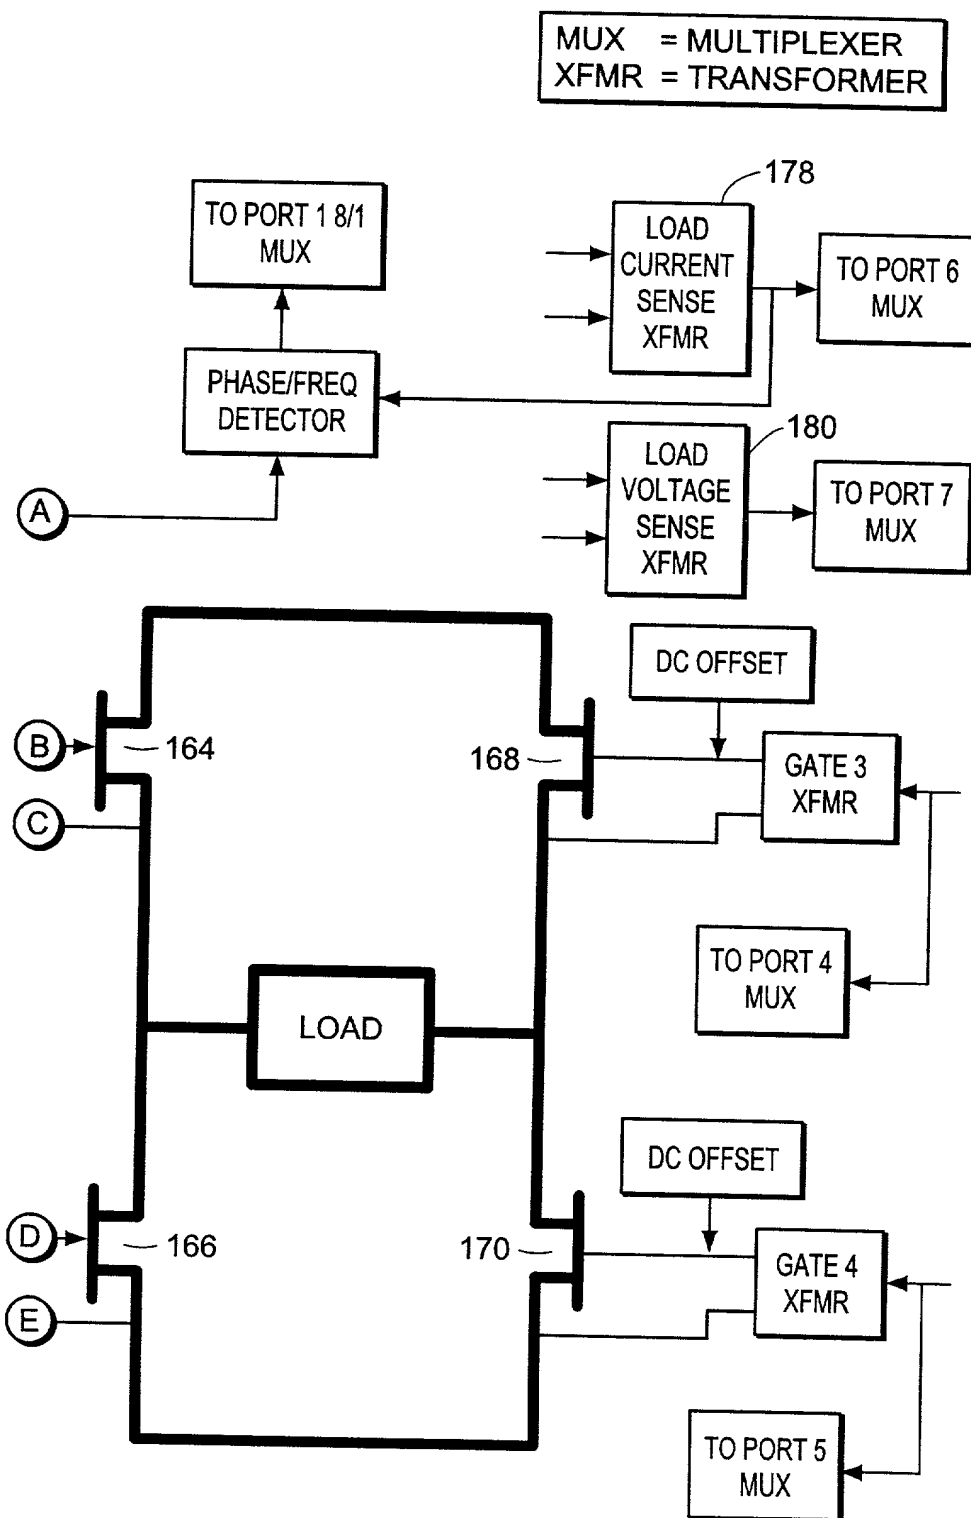 MUX = MULTIPLEXER
XFMR = TRANSFORMER
178
TO PORT 1 8/1
MUX
LOAD
CURRENT
SENSE
XFMR
TO PORT 6
MUX
PHASE/FREQ
DETECTOR
180
LOAD
VOLTAGE
SENSE
XFMR
TO PORT 7
MUX
A
DC OFFSET
B
164
168
GATE 3
XFMR
C
TO PORT 4
MUX
LOAD
DC OFFSET
D
166
170
GATE 4
XFMR
E
TO PORT 5
MUX